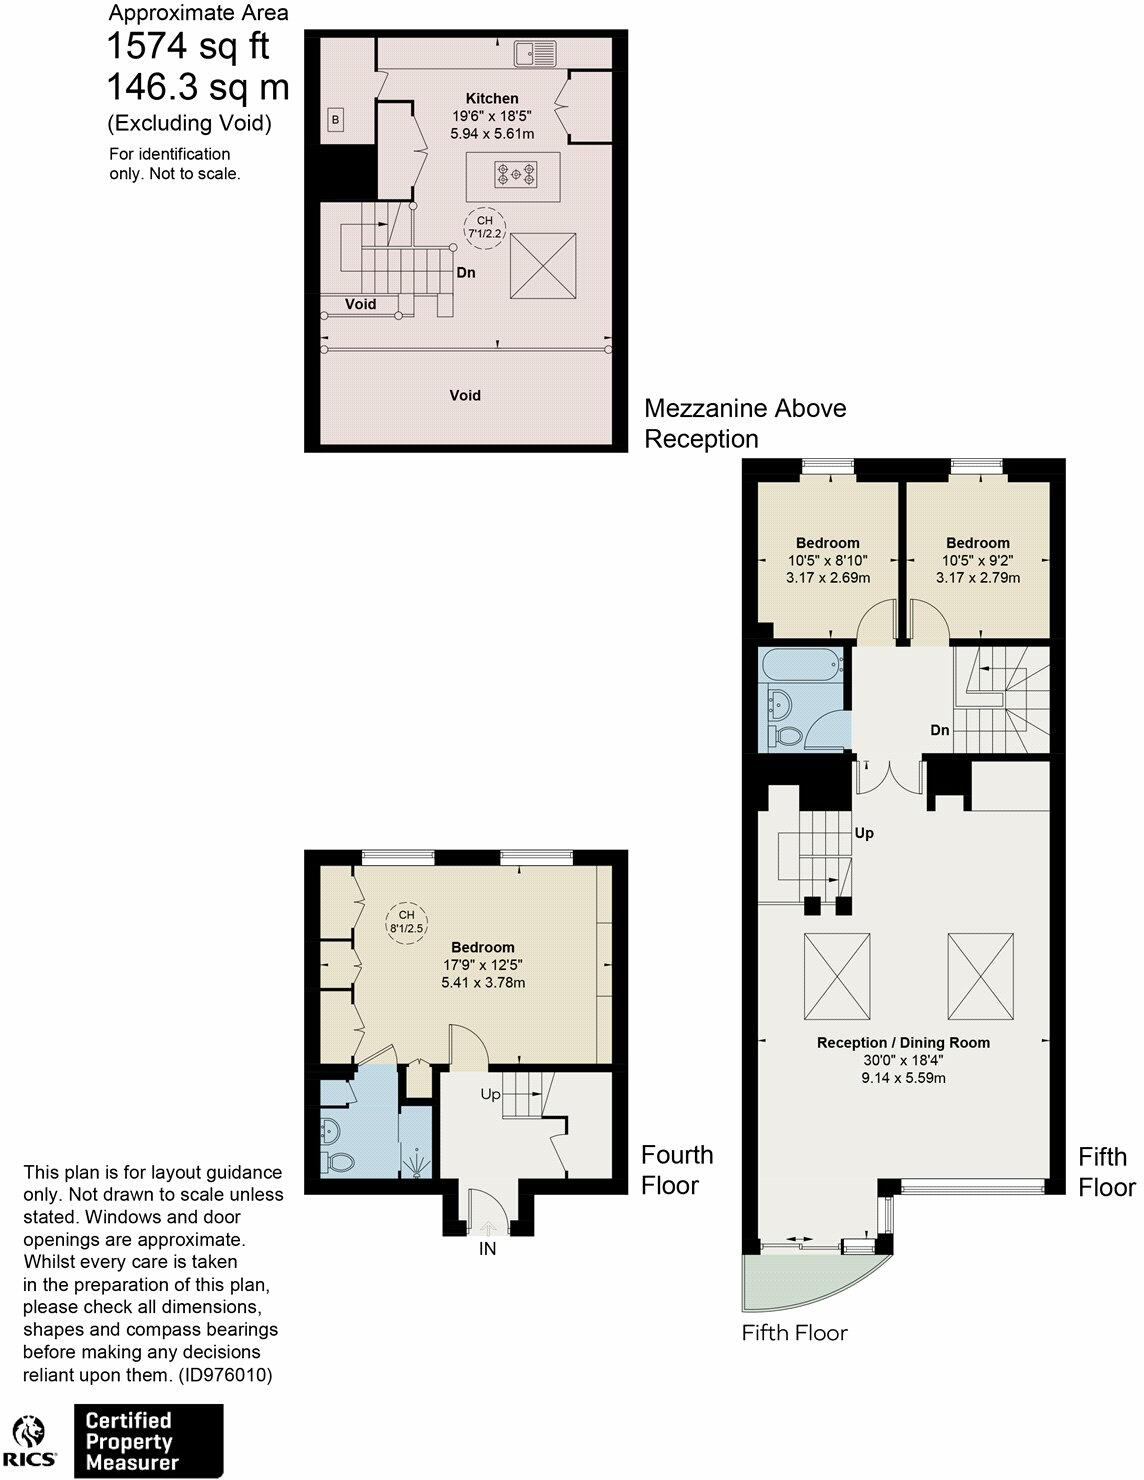 Approximate Area
1574 sq ft
146.3 sq m
(Excluding Void)
For identification
only. Not to scale.
B
Kitchen
19'6" x 18'5"
5.94 x 5.61m
CH
7'1/2.2
Dn
Void
Void
Mezzanine Above
Reception
Bedroom
10'5" x 8'10"
3.17 x 2.69m
Bedroom
10'5" x 9'2"
3.17 x 2.79m
Dn
Up
Reception / Dining Room
30'0" x 18'4"
9.14 x 5.59m
Fifth
Floor
Fifth Floor
CH
8'1/2.5
Bedroom
17'9" x 12'5"
5.41 x 3.78m
Up
IN
Fourth
Floor
This plan is for layout guidance
only. Not drawn to scale unless
stated. Windows and door
openings are approximate.
Whilst every care is taken
in the preparation of this plan,
please check all dimensions,
shapes and compass bearings
before making any decisions
reliant upon them. (ID976010)
RICS
Certified
Property
Measurer